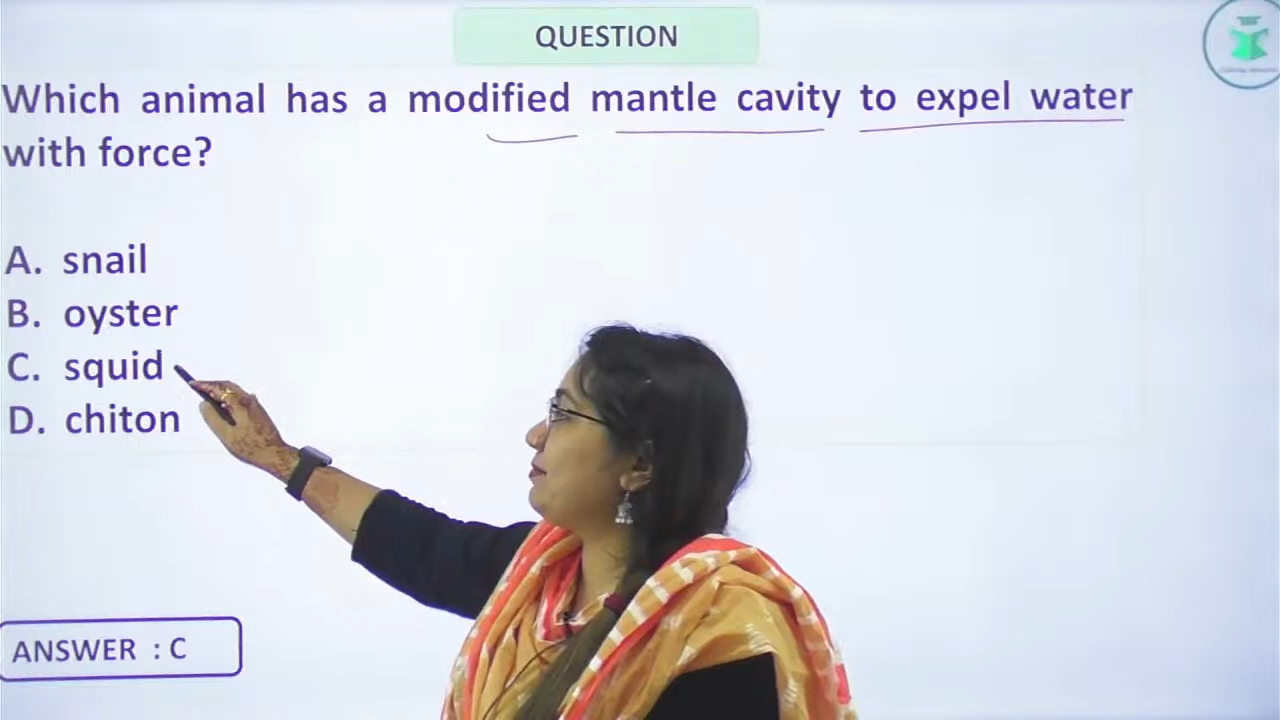 QUESTION
Which animal has a modified mantle cavity to expel water
with force?
A. snail
B. oyster
C. squid
D. chiton
ANSWER : C